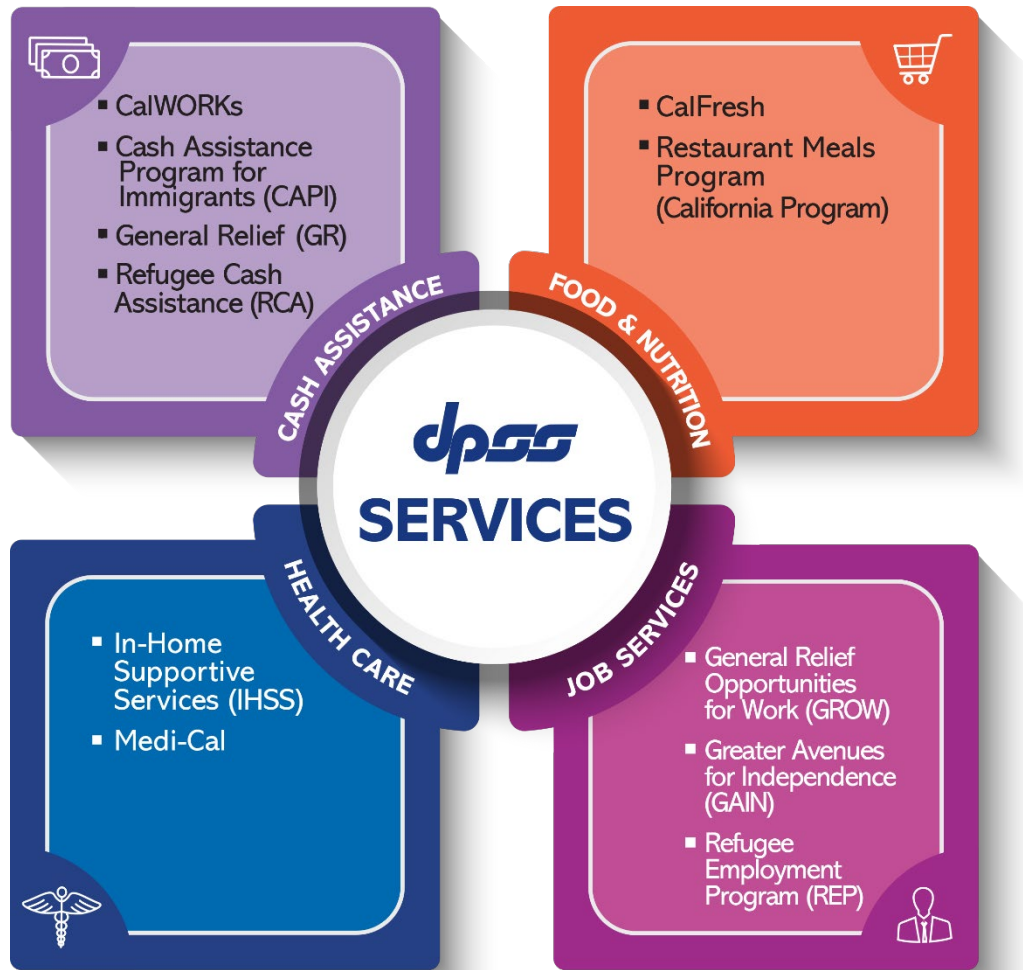 ▪ CalWORKs
▪ Cash Assistance
Program for
Immigrants (CAPI)
▪ General Relief (GR)
▪ Refugee Cash
Assistance (RCA)
CASH ASSISTANCE
▪ CalFresh
▪ Restaurant Meals
Program
(California Program)
FOOD & NUTRITION
dpss
SERVICES
HEALTH CARE
▪ In-Home
Supportive
Services (IHSS)
▪ Medi-Cal
JOB SERVICES
▪ General Relief
Opportunities
for Work (GROW)
▪ Greater Avenues
for Independence
(GAIN)
▪ Refugee
Employment
Program (REP)